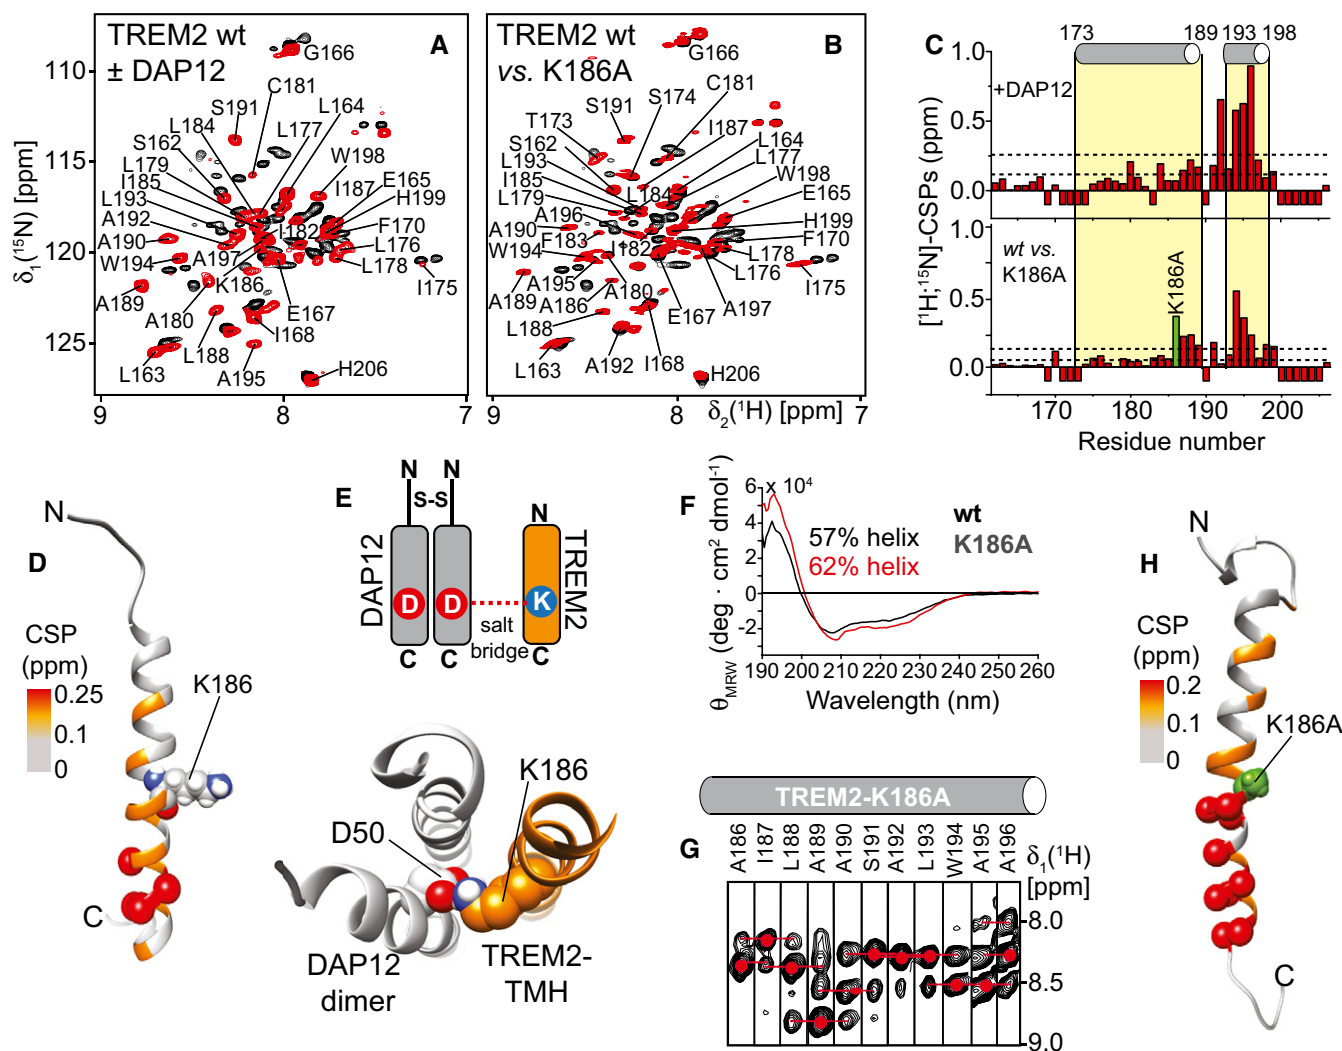 TREM2 wt
± DAP12
A
G166
C181
L164
S191
L184
L177
S162
L179
W198
I185
I187
E165
L193
H199
A192
F170
A190
I182
L176
A197
W194
K186
L178
A189
I175
A180
E167
I168
L188
L163
A195
H206
110
115
120
125
δ₁(¹⁵N) [ppm]
9
8
7
TREM2 wt
vs. K186A
B
G166
S191
S174
C181
T173
I187
S162
L164
L193
L177
I185
W198
L184
L179
E165
A196
A190
H199
F183
I182
F170
W194
L178
L176
A195
I175
A189
A180
A186
A197
E167
L188
I168
A192
L163
H206
9
8
7
δ₂(¹H) [ppm]
C
173
189
193
198
1.0
+DAP12
0.5
0.0
1.0
wt vs.
K186A
K186A
0.5
0.0
[¹H;¹⁵N]-CSPs (ppm)
170
180
190
200
Residue number
D
N
CSP
(ppm)
0.25
0.1
0
K186
C
E
N
N
S-S
N
DAP12
TREM2
D
D
K
salt
bridge
C
C
C
K186
D50
DAP12
dimer
TREM2-
TMH
F
6
x 10⁴
4
2
0
-2
θMRW (deg · cm² dmol⁻¹)
57% helix
62% helix
wt
K186A
190
200
210
220
230
240
250
260
Wavelength (nm)
TREM2-K186A
G
A186
I187
L188
A189
A190
S191
A192
L193
W194
A195
A196
δ₁(¹H)
[ppm]
8.0
8.5
9.0
H
N
CSP
(ppm)
0.2
0.1
0
K186A
C